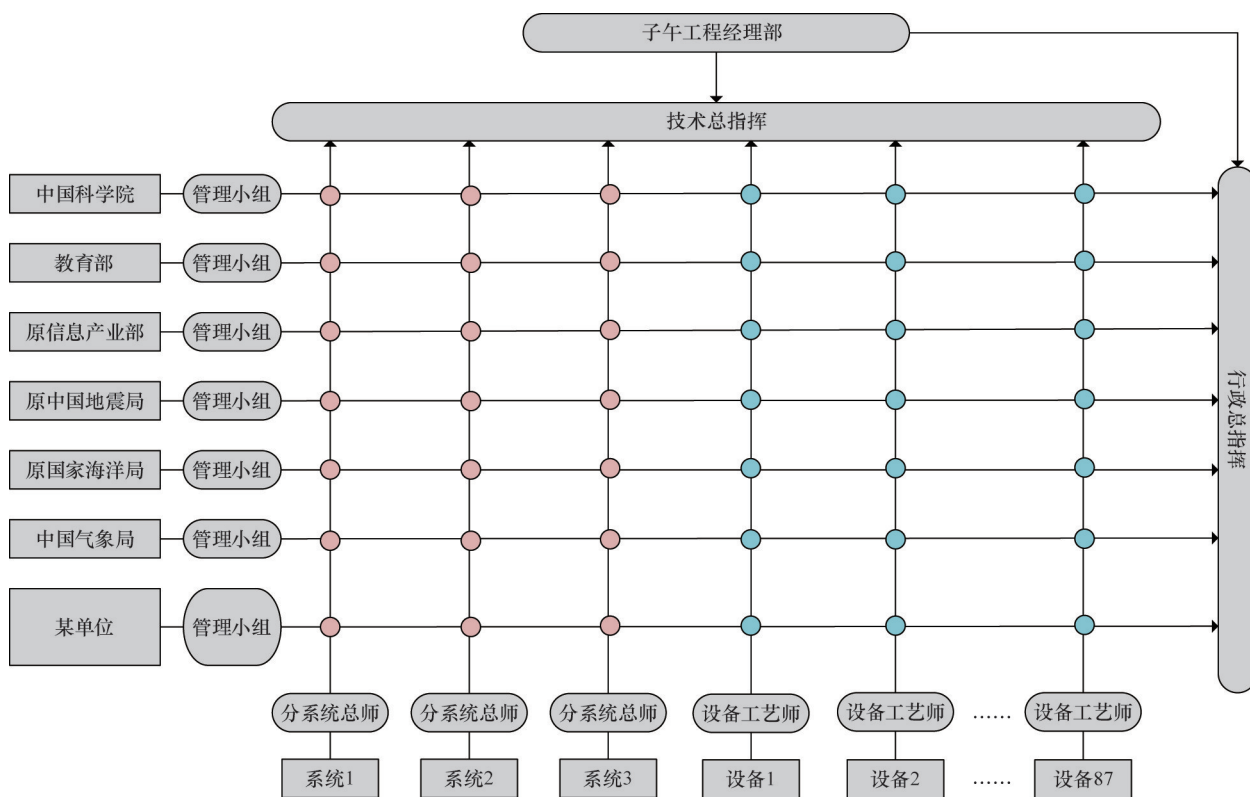 子午工程经理部
技术总指挥
中国科学院 管理小组
教育部 管理小组
原信息产业部 管理小组
原中国地震局 管理小组
原国家海洋局 管理小组
中国气象局 管理小组
某单位 管理小组
行政总指挥
分系统总师 分系统总师 分系统总师 设备工艺师 设备工艺师 …… 设备工艺师
系统1 系统2 系统3 设备1 设备2 …… 设备87